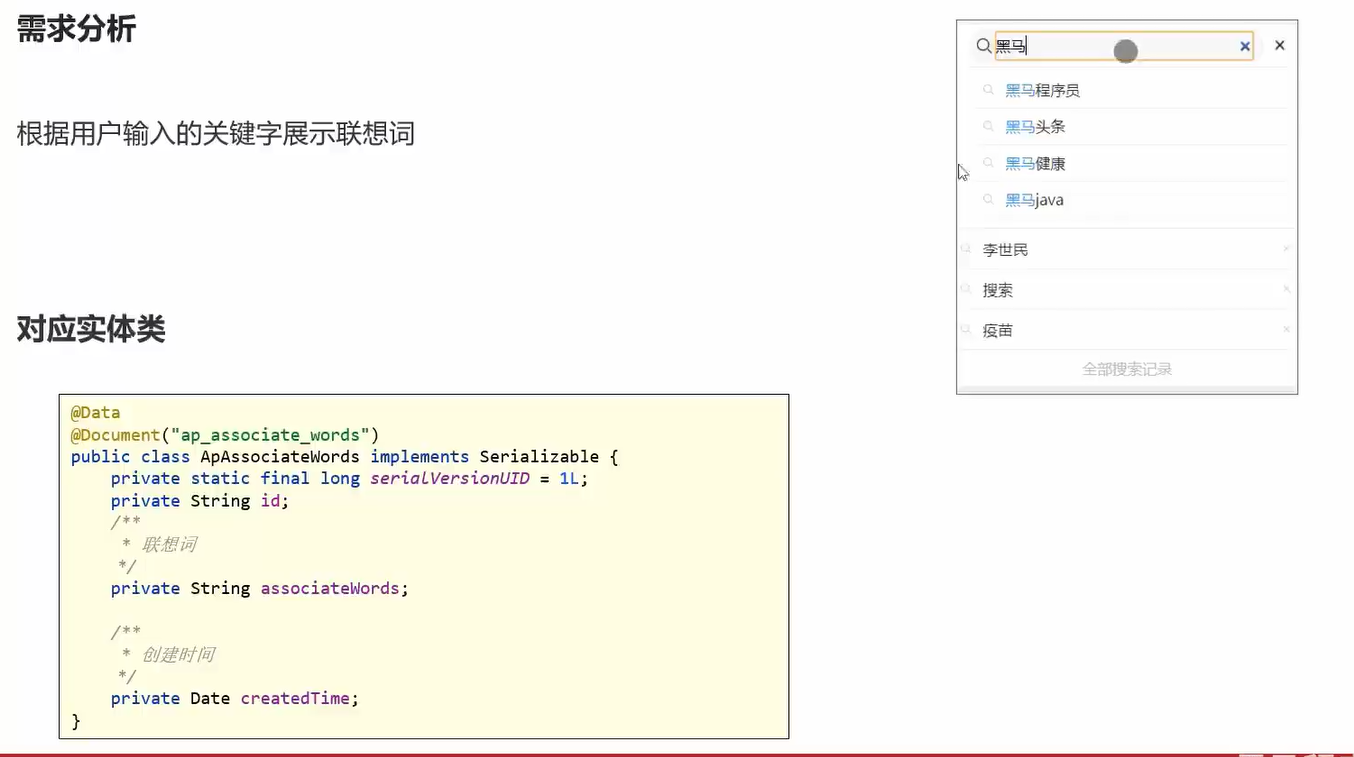 需求分析
根据用户输入的关键字展示联想词
黑马
黑马程序员
黑马头条
黑马健康
黑马java
李世民
搜索
疫苗
全部搜索记录
对应实体类
@Data
@Document("ap_associate_words")
public class ApAssociateWords implements Serializable {
    private static final long serialVersionUID = 1L;
    private String id;
    /**
     * 联想词
     */
    private String associateWords;
    /**
     * 创建时间
     */
    private Date createdTime;
}